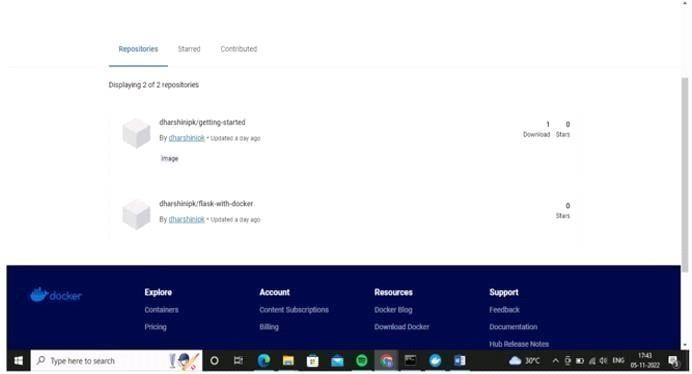 Repositories Starred Contributed
Displaying 2 of 2 repositories
dharshinipk/getting-started
1 0
By dharshinipk • Updated a day ago
Download Stars
Image
dharshinipk/flask-with-docker
0
By dharshinipk • Updated a day ago
Stars
docker
Explore Account Resources Support
Containers Content Subscriptions Docker Blog Feedback
Pricing Billing Download Docker Documentation
Hub Release Notes
Type here to search
30°C ENG 17:43
05-11-2022